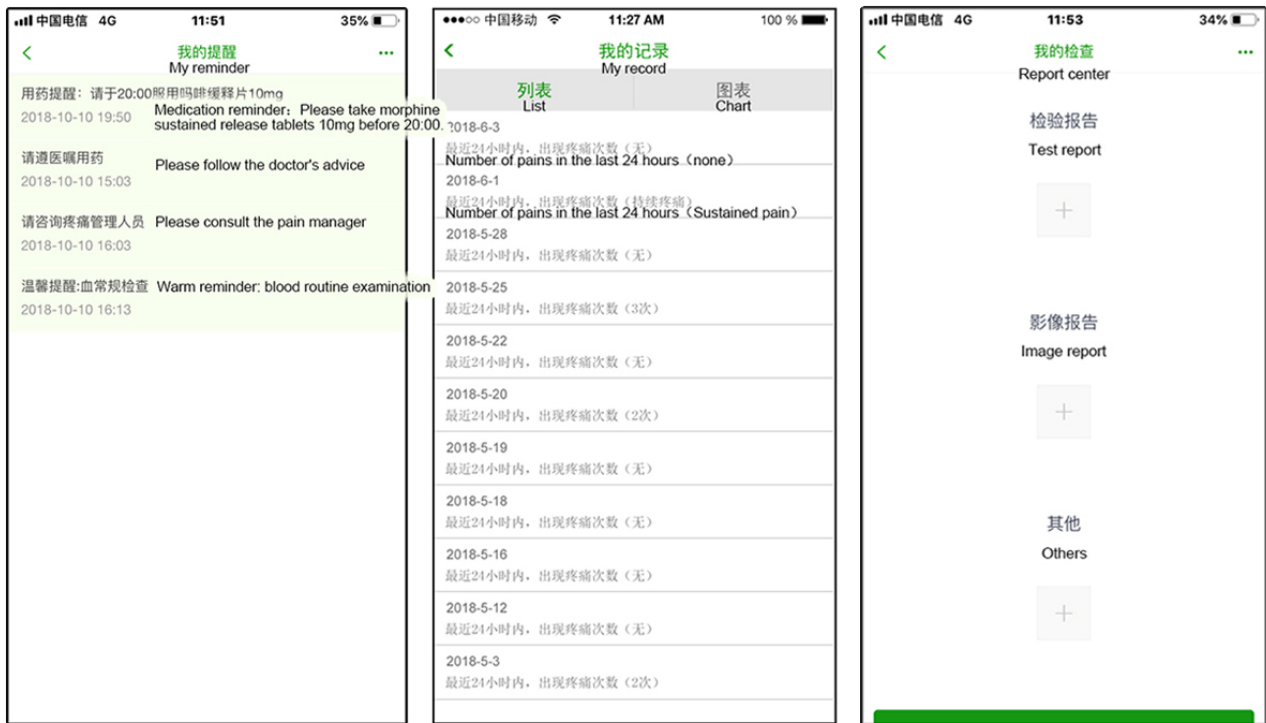 中国电信 4G 11:51 35%
我的提醒
My reminder
用药提醒：请于20:00服用吗啡缓释片10mg
2018-10-10 19:50
Medication reminder：Please take morphine
sustained release tablets 10mg before 20:00.
请遵医嘱用药
Please follow the doctor's advice
2018-10-10 15:03
请咨询疼痛管理人员
Please consult the pain manager
2018-10-10 16:03
温馨提醒:血常规检查
Warm reminder: blood routine examination
2018-10-10 16:13
中国移动 11:27 AM 100 %
我的记录
My record
列表
List
图表
Chart
2018-6-3
最近24小时内，出现疼痛次数（无）
Number of pains in the last 24 hours（none）
2018-6-1
最近24小时内，出现疼痛次数（持续疼痛）
Number of pains in the last 24 hours（Sustained pain）
2018-5-28
最近24小时内，出现疼痛次数（无）
2018-5-25
最近24小时内，出现疼痛次数（3次）
2018-5-22
最近24小时内，出现疼痛次数（无）
2018-5-20
最近24小时内，出现疼痛次数（2次）
2018-5-19
最近24小时内，出现疼痛次数（无）
2018-5-18
最近24小时内，出现疼痛次数（无）
2018-5-16
最近24小时内，出现疼痛次数（无）
2018-5-12
最近24小时内，出现疼痛次数（无）
2018-5-3
最近24小时内，出现疼痛次数（2次）
中国电信 4G 11:53 34%
我的检查
Report center
检验报告
Test report
影像报告
Image report
其他
Others